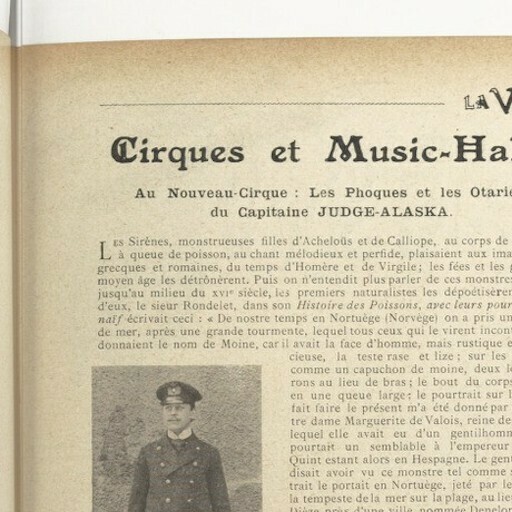 LA V
Cirques et Music-Hal
Au Nouveau-Cirque : Les Phoques et les Otarie
du Capitaine JUDGE-ALASKA.
LES Sirènes, monstrueuses filles d'Acheloüs et de Calliope, au corps de
à queue de poisson, au chant mélodieux et perfide, plaisaient aux ima
grecques et romaines, du temps d'Homère et de Virgile; les fées et les g
moyen âge les détrônèrent. Puis on n'entendit plus parler de ces monstres
jusqu'au milieu du XVIe siècle, les premiers naturalistes les dépoétisèren
d'eux, le sieur Rondelet, dans son Histoire des Poissons, avec leurs pour
naïf écrivait ceci : « De nostre temps en Nortuège (Norvège) on a pris un
de mer, après une grande tourmente, lequel tous ceux qui le virent incont
donnaient le nom de Moine, car il avait la face d'homme, mais rustique e
cieuse, la teste rase et lize; sur les
comme un capuchon de moine, deux l
rons au lieu de bras; le bout du corps
en une queue large: le pourtrait sur l
fait faire le présent m'a été donné par
tre dame Marguerite de Valois, reine de
lequel elle avait eu d'un gentilhomm
pourtait un semblable à l'empereur
Quint estant alors en Hespagne. Le gent
disait avoir vu ce monstre tel comme s
trait le portait en Nortuège, jeté par le
la tempeste de la mer sur la plage, au lieu
Dièze près d'une ville nommée Denelop